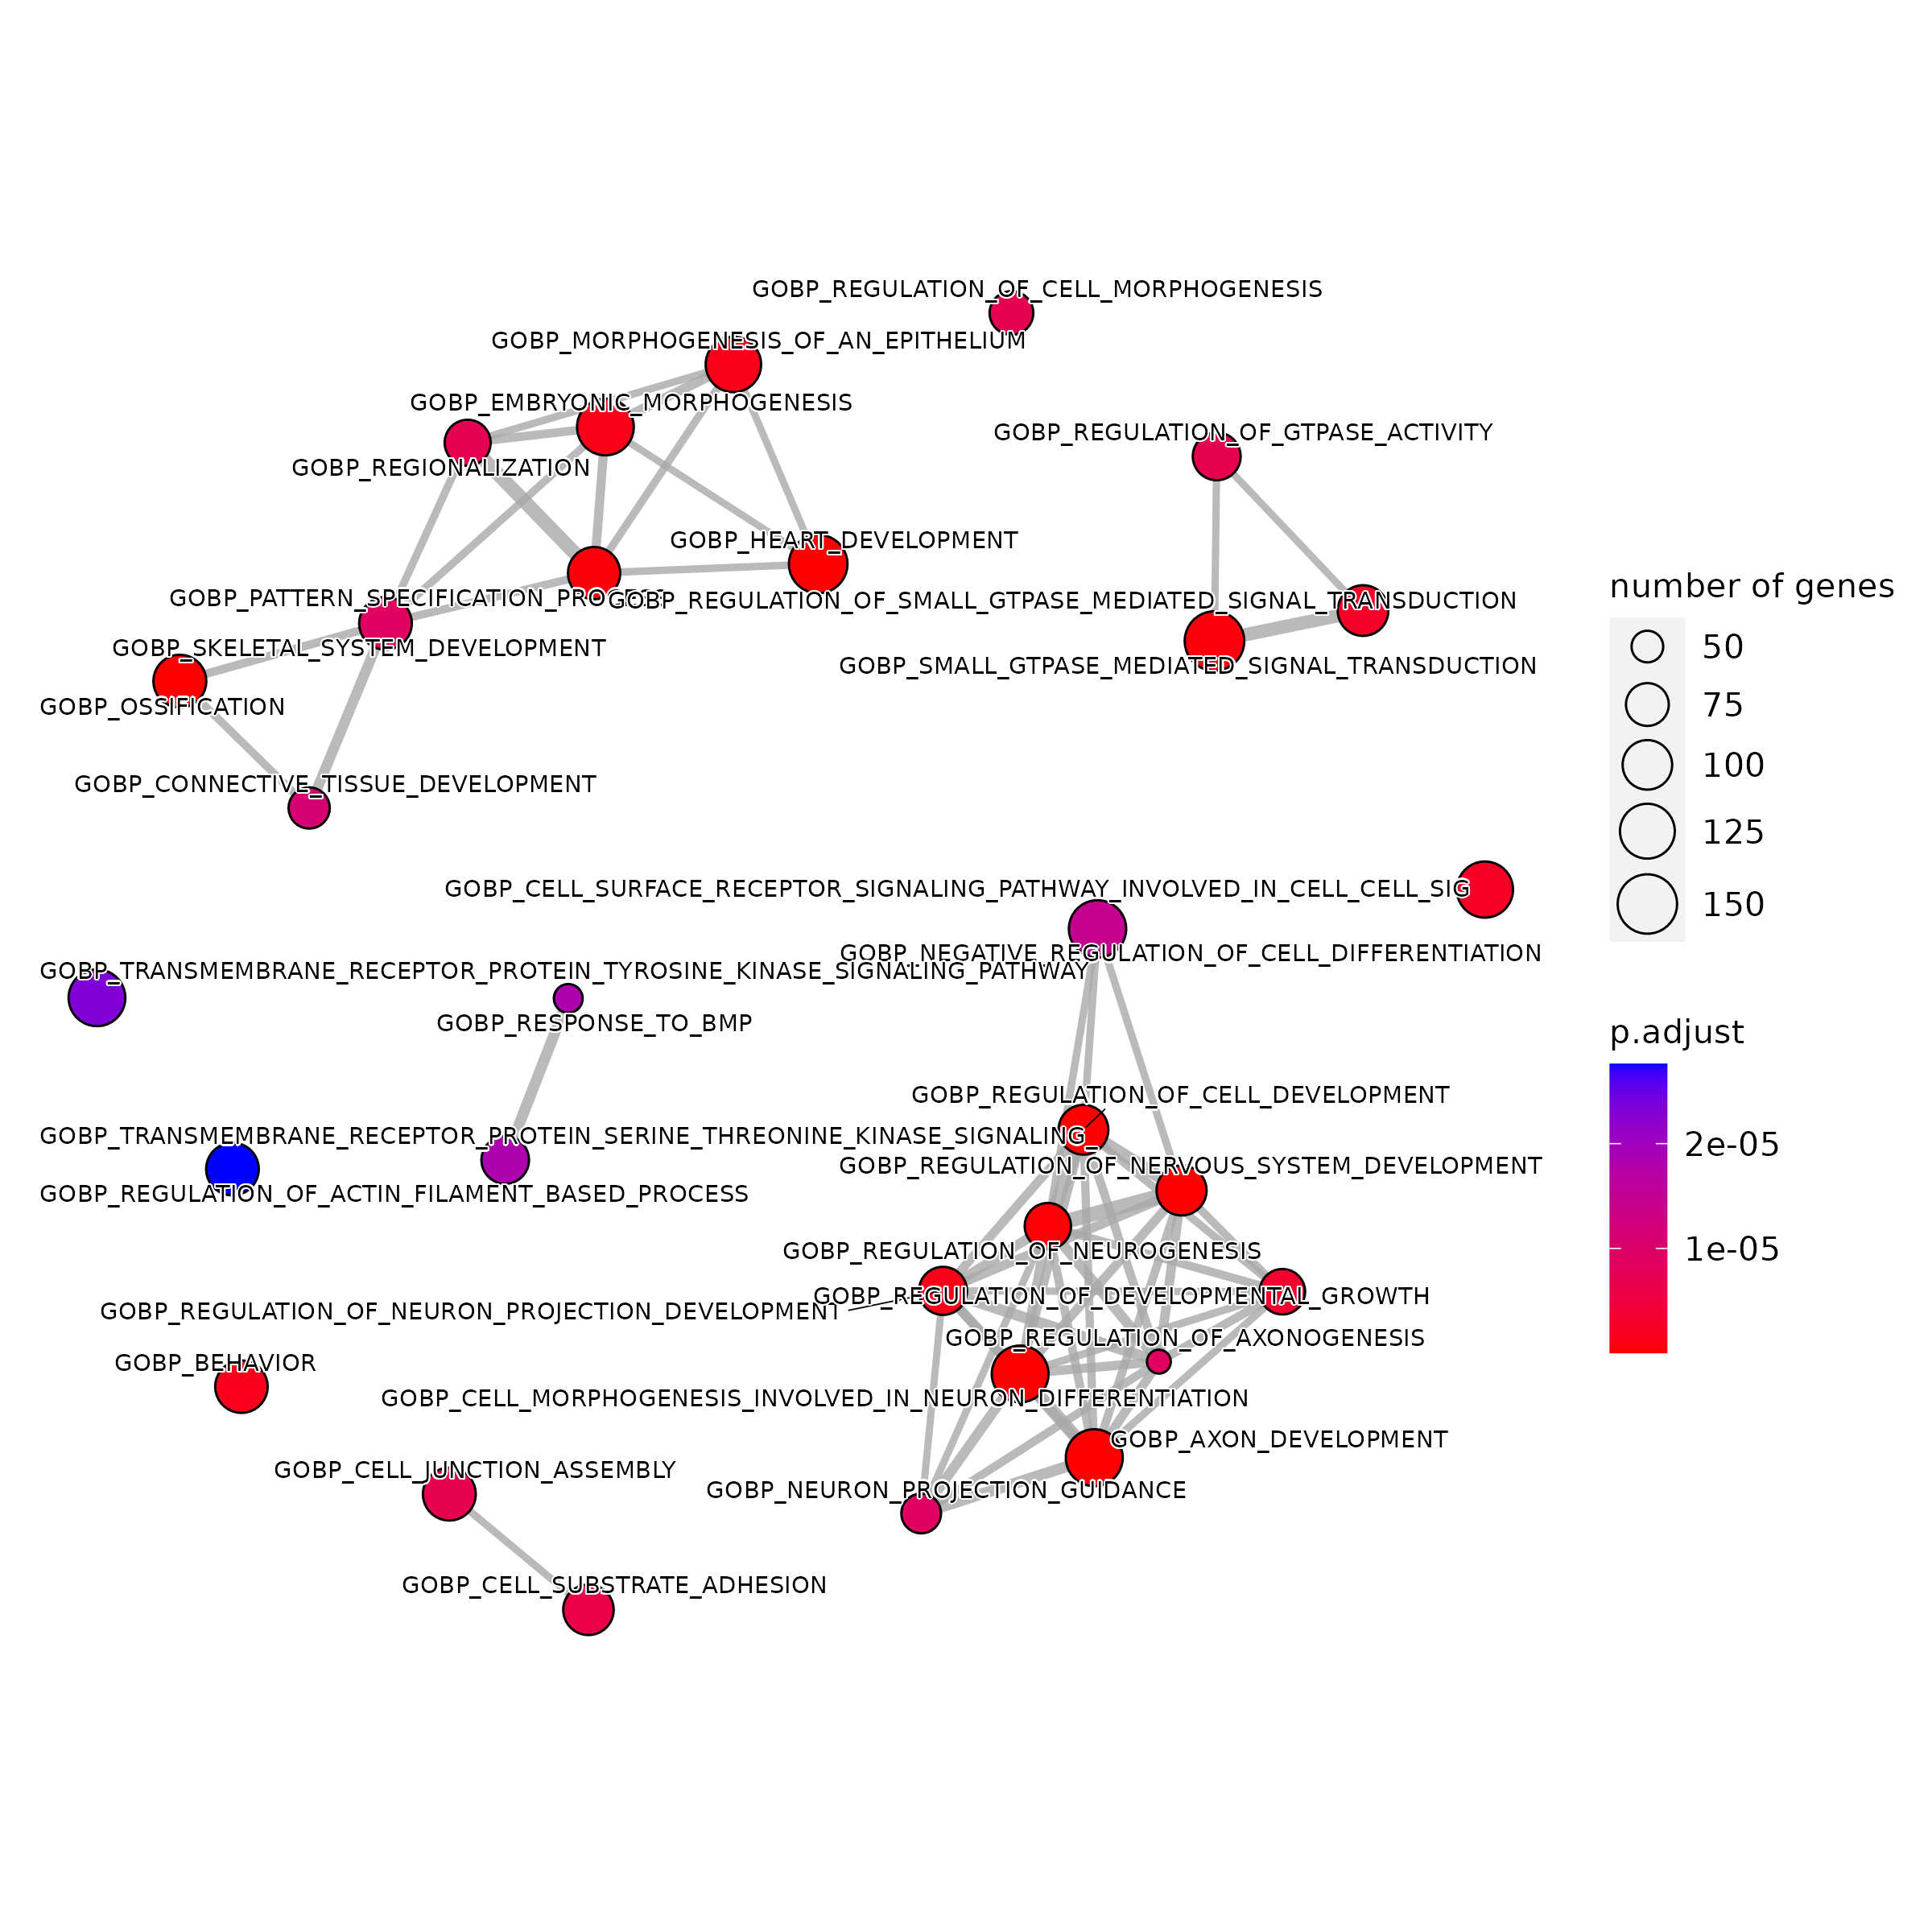 GOBP_REGULATION_OF_CELL_MORPHOGENESIS
GOBP_MORPHOGENESIS_OF_AN_EPITHELIUM
GOBP_EMBRYONIC_MORPHOGENESIS
GOBP_REGULATION_OF_GTPASE_ACTIVITY
GOBP_REGIONALIZATION
GOBP_HEART_DEVELOPMENT
GOBP_PATTERN_SPECIFICATION_PROCESS
GOBP_REGULATION_OF_SMALL_GTPASE_MEDIATED_SIGNAL_TRANSDUCTION
GOBP_SKELETAL_SYSTEM_DEVELOPMENT
GOBP_SMALL_GTPASE_MEDIATED_SIGNAL_TRANSDUCTION
GOBP_OSSIFICATION
GOBP_CONNECTIVE_TISSUE_DEVELOPMENT
GOBP_CELL_SURFACE_RECEPTOR_SIGNALING_PATHWAY_INVOLVED_IN_CELL_CELL_SIG
GOBP_NEGATIVE_REGULATION_OF_CELL_DIFFERENTIATION
GOBP_TRANSMEMBRANE_RECEPTOR_PROTEIN_TYROSINE_KINASE_SIGNALING_PATHWAY
GOBP_RESPONSE_TO_BMP
GOBP_REGULATION_OF_CELL_DEVELOPMENT
GOBP_TRANSMEMBRANE_RECEPTOR_PROTEIN_SERINE_THREONINE_KINASE_SIGNALING_
GOBP_REGULATION_OF_NERVOUS_SYSTEM_DEVELOPMENT
GOBP_REGULATION_OF_ACTIN_FILAMENT_BASED_PROCESS
GOBP_REGULATION_OF_NEUROGENESIS
GOBP_REGULATION_OF_DEVELOPMENTAL_GROWTH
GOBP_REGULATION_OF_NEURON_PROJECTION_DEVELOPMENT
GOBP_REGULATION_OF_AXONOGENESIS
GOBP_BEHAVIOR
GOBP_CELL_MORPHOGENESIS_INVOLVED_IN_NEURON_DIFFERENTIATION
GOBP_AXON_DEVELOPMENT
GOBP_CELL_JUNCTION_ASSEMBLY
GOBP_NEURON_PROJECTION_GUIDANCE
GOBP_CELL_SUBSTRATE_ADHESION
number of genes
50
75
100
125
150
p.adjust
2e-05
1e-05